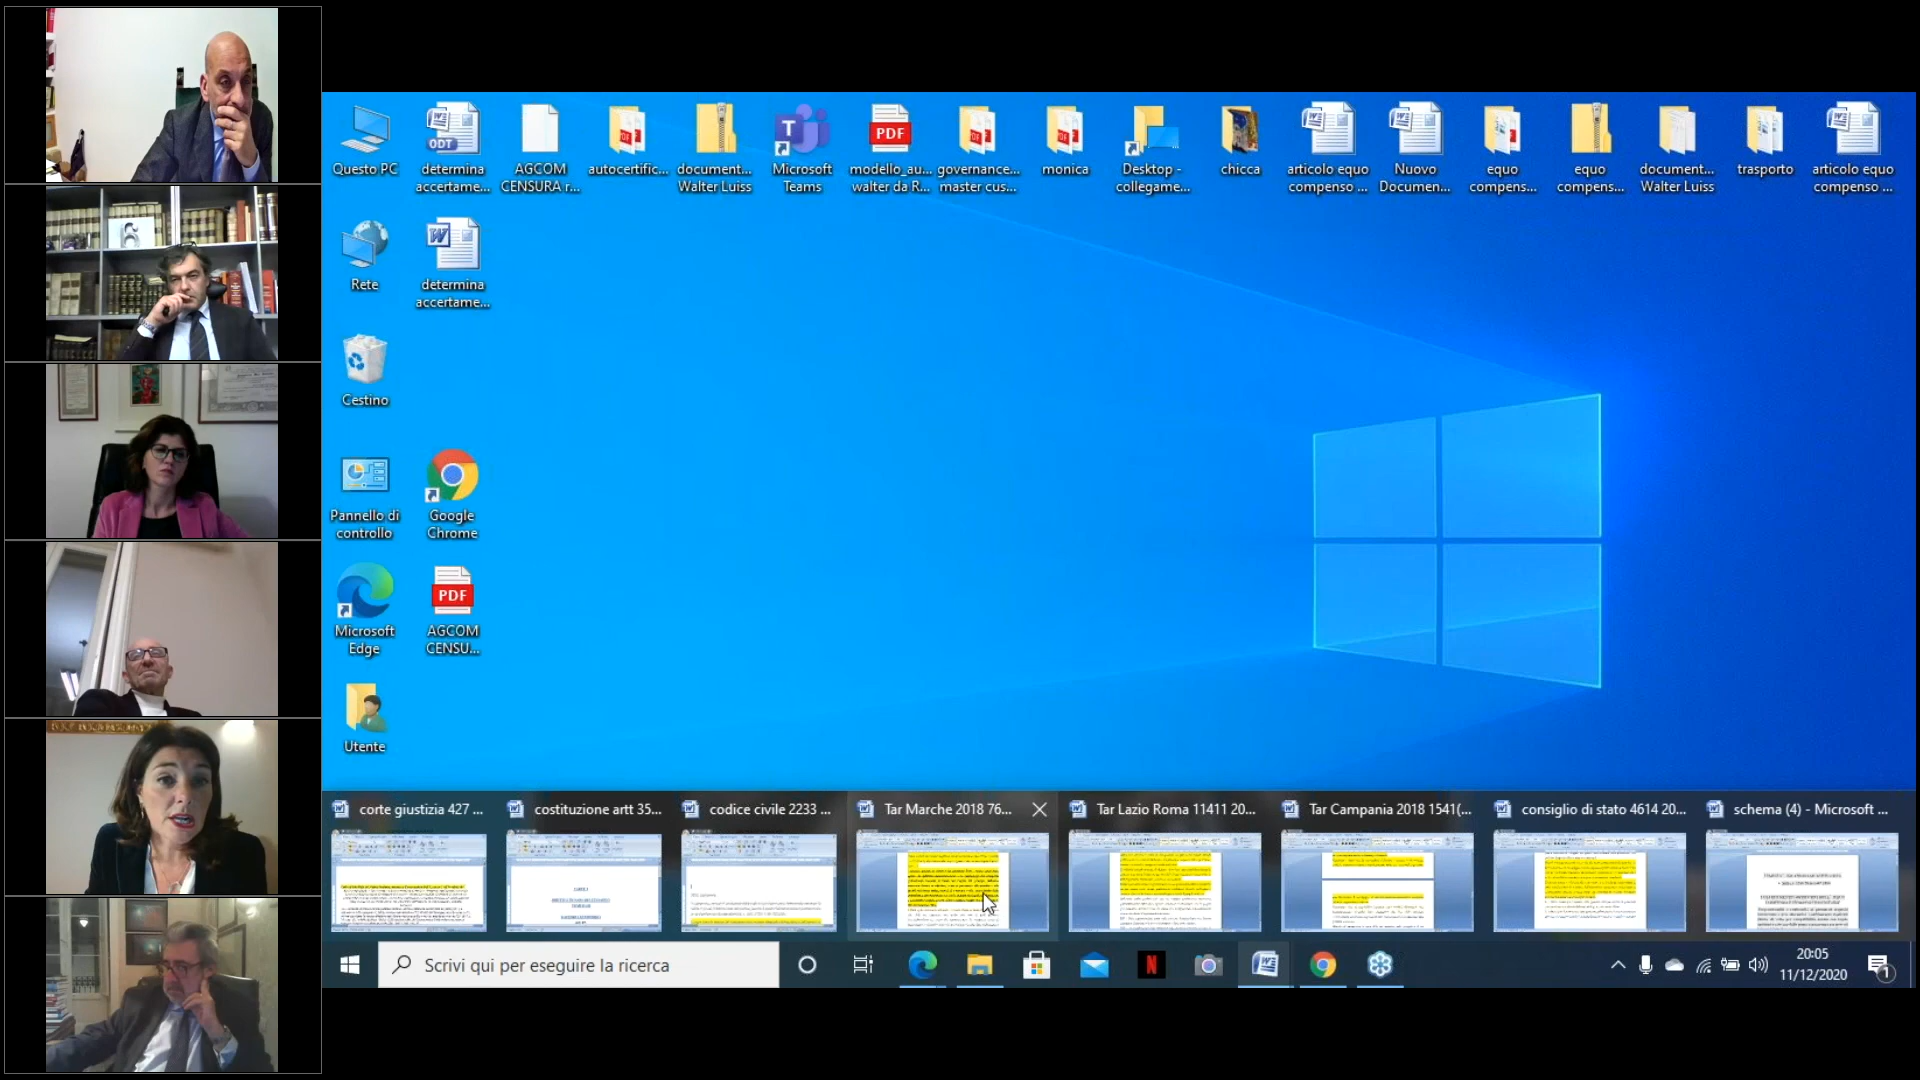 Questo PC
determina
accertame...
AGCOM
CENSURA r...
autocertific...
document...
Walter Luiss
Microsoft
Teams
modello_au...
walter da R...
governance...
master cus...
monica
Desktop -
collegame...
chicca
articolo equo
compenso ...
Nuovo
Documen...
equo
compens...
equo
compens...
document...
Walter Luiss
trasporto
articolo equo
compenso ...
ODT
PDF
Rete
determina
accertame...
Cestino
Pannello di
controllo
Google
Chrome
Microsoft
Edge
PDF
AGCOM
CENSU...
Utente
corte giustizia 427 ...
costituzione artt 35...
codice civile 2233 ...
Tar Marche 2018 76...
Tar Lazio Roma 11411 20...
Tar Campania 2018 1541(...
consiglio di stato 4614 20...
schema (4) - Microsoft ...
Scrivi qui per eseguire la ricerca
20:05
11/12/2020
1